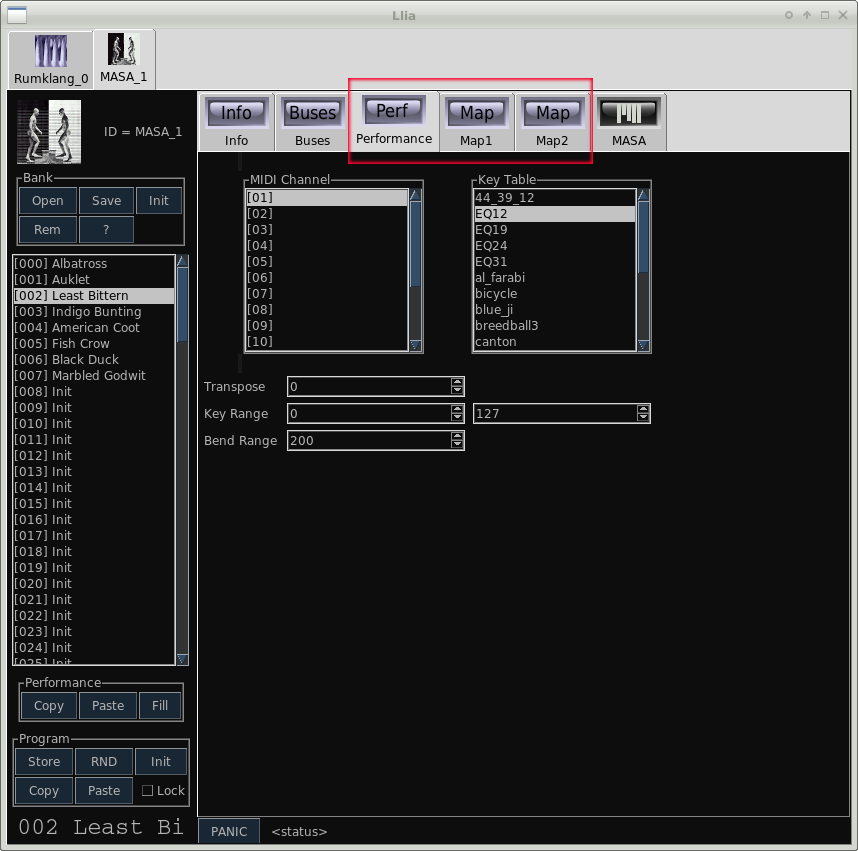 Llia
Rumklang_0
MASA_1
ID = MASA_1
Bank
Open Save Init
Rem ?
[000] Albatross
[001] Auklet
[002] Least Bittern
[003] Indigo Bunting
[004] American Coot
[005] Fish Crow
[006] Black Duck
[007] Marbled Godwit
[008] Init
[009] Init
[010] Init
[011] Init
[012] Init
[013] Init
[014] Init
[015] Init
[016] Init
[017] Init
[018] Init
[019] Init
[020] Init
[021] Init
[022] Init
[023] Init
[024] Init
[025] Init
Performance
Copy Paste Fill
Program
Store RND Init
Copy Paste Lock
002 Least Bi
Info Buses Perf Map Map
Info Buses Performance Map1 Map2 MASA
MIDI Channel
[01]
[02]
[03]
[04]
[05]
[06]
[07]
[08]
[09]
[10]
Key Table
44_39_12
EQ12
EQ19
EQ24
EQ31
al_farabi
bicycle
blue_ji
breedball3
canton
Transpose 0
Key Range 0 127
Bend Range 200
PANIC <status>